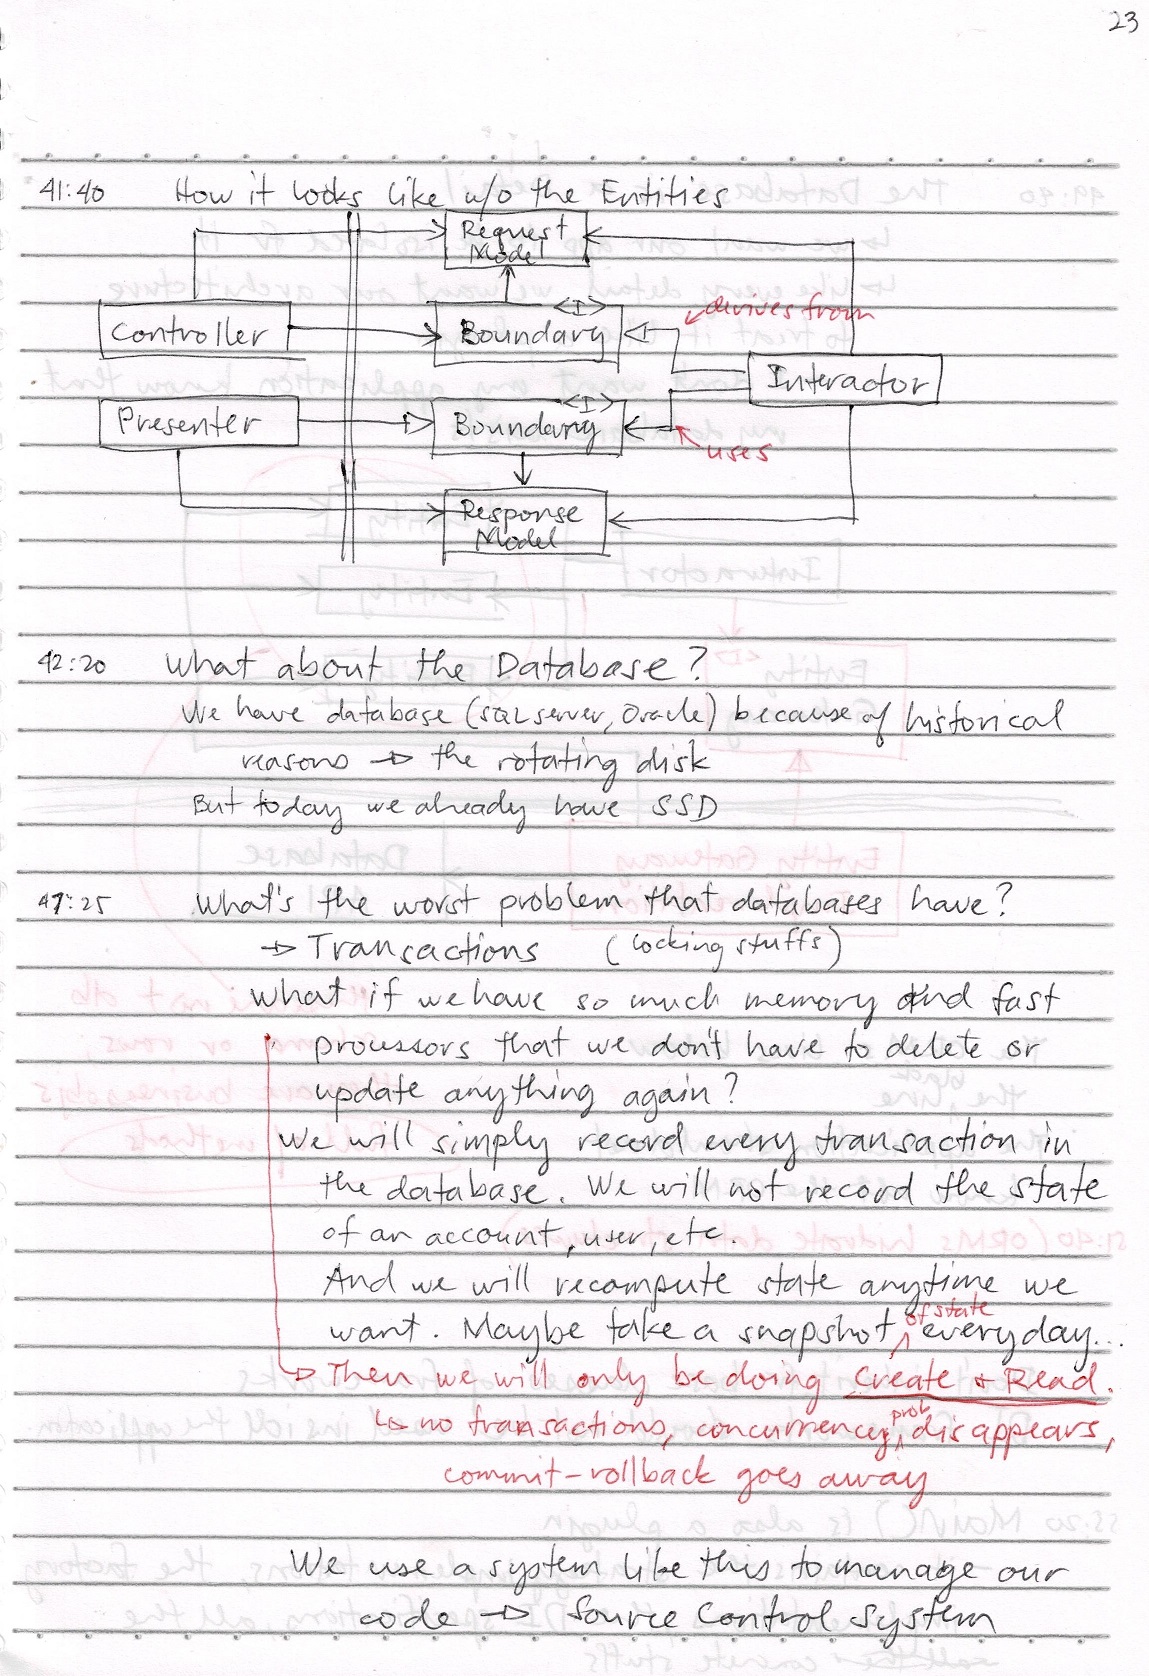 23
41:40 How it looks like w/o the Entities
Request
Model
<I>
derives from
Controller
Boundary
Interactor
<I>
Presenter
Boundary
uses
Response
Model
42:20 What about the Database?
We have database (SQL server, Oracle) because of historical
reasons → the rotating disk
But today we already have SSD
47:25 What's the worst problem that databases have?
→ Transactions (locking stuffs)
What if we have so much memory and fast
processors that we don't have to delete or
update anything again?
We will simply record every transaction in
the database. We will not record the state
of an account, user, etc.
And we will recompute state anytime we
want. Maybe take a snapshot of state everyday...
→ Then we will only be doing Create & Read.
↳ no transactions, concurrency prob disappears,
commit-rollback goes away
We use a system like this to manage our
code → Source Control System